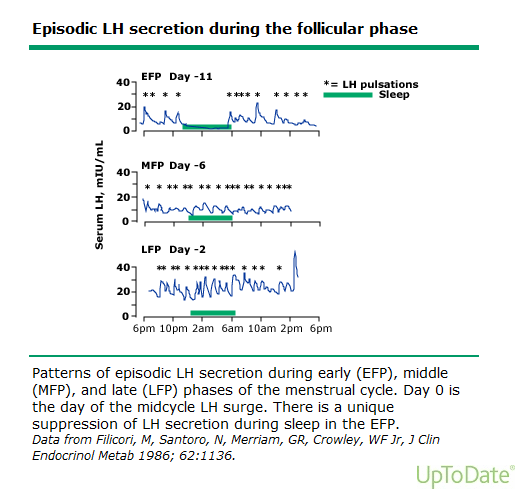 Episodic LH secretion during the follicular phase
EFP Day -11
*= LH pulsations
Sleep
40
20
0
** * * **** * * * * *
MFP Day -6
40
20
0
* * ** ** ** ** * *** * * * ***
LFP Day -2
40
20
0
** ** * **** *** * * * *
Serum LH, mIU/mL
6pm 10pm 2am 6am 10am 2pm 6pm
Patterns of episodic LH secretion during early (EFP), middle
(MFP), and late (LFP) phases of the menstrual cycle. Day 0 is
the day of the midcycle LH surge. There is a unique
suppression of LH secretion during sleep in the EFP.
Data from Filicori, M, Santoro, N, Merriam, GR, Crowley, WF Jr, J Clin
Endocrinol Metab 1986; 62:1136.
UpToDate®